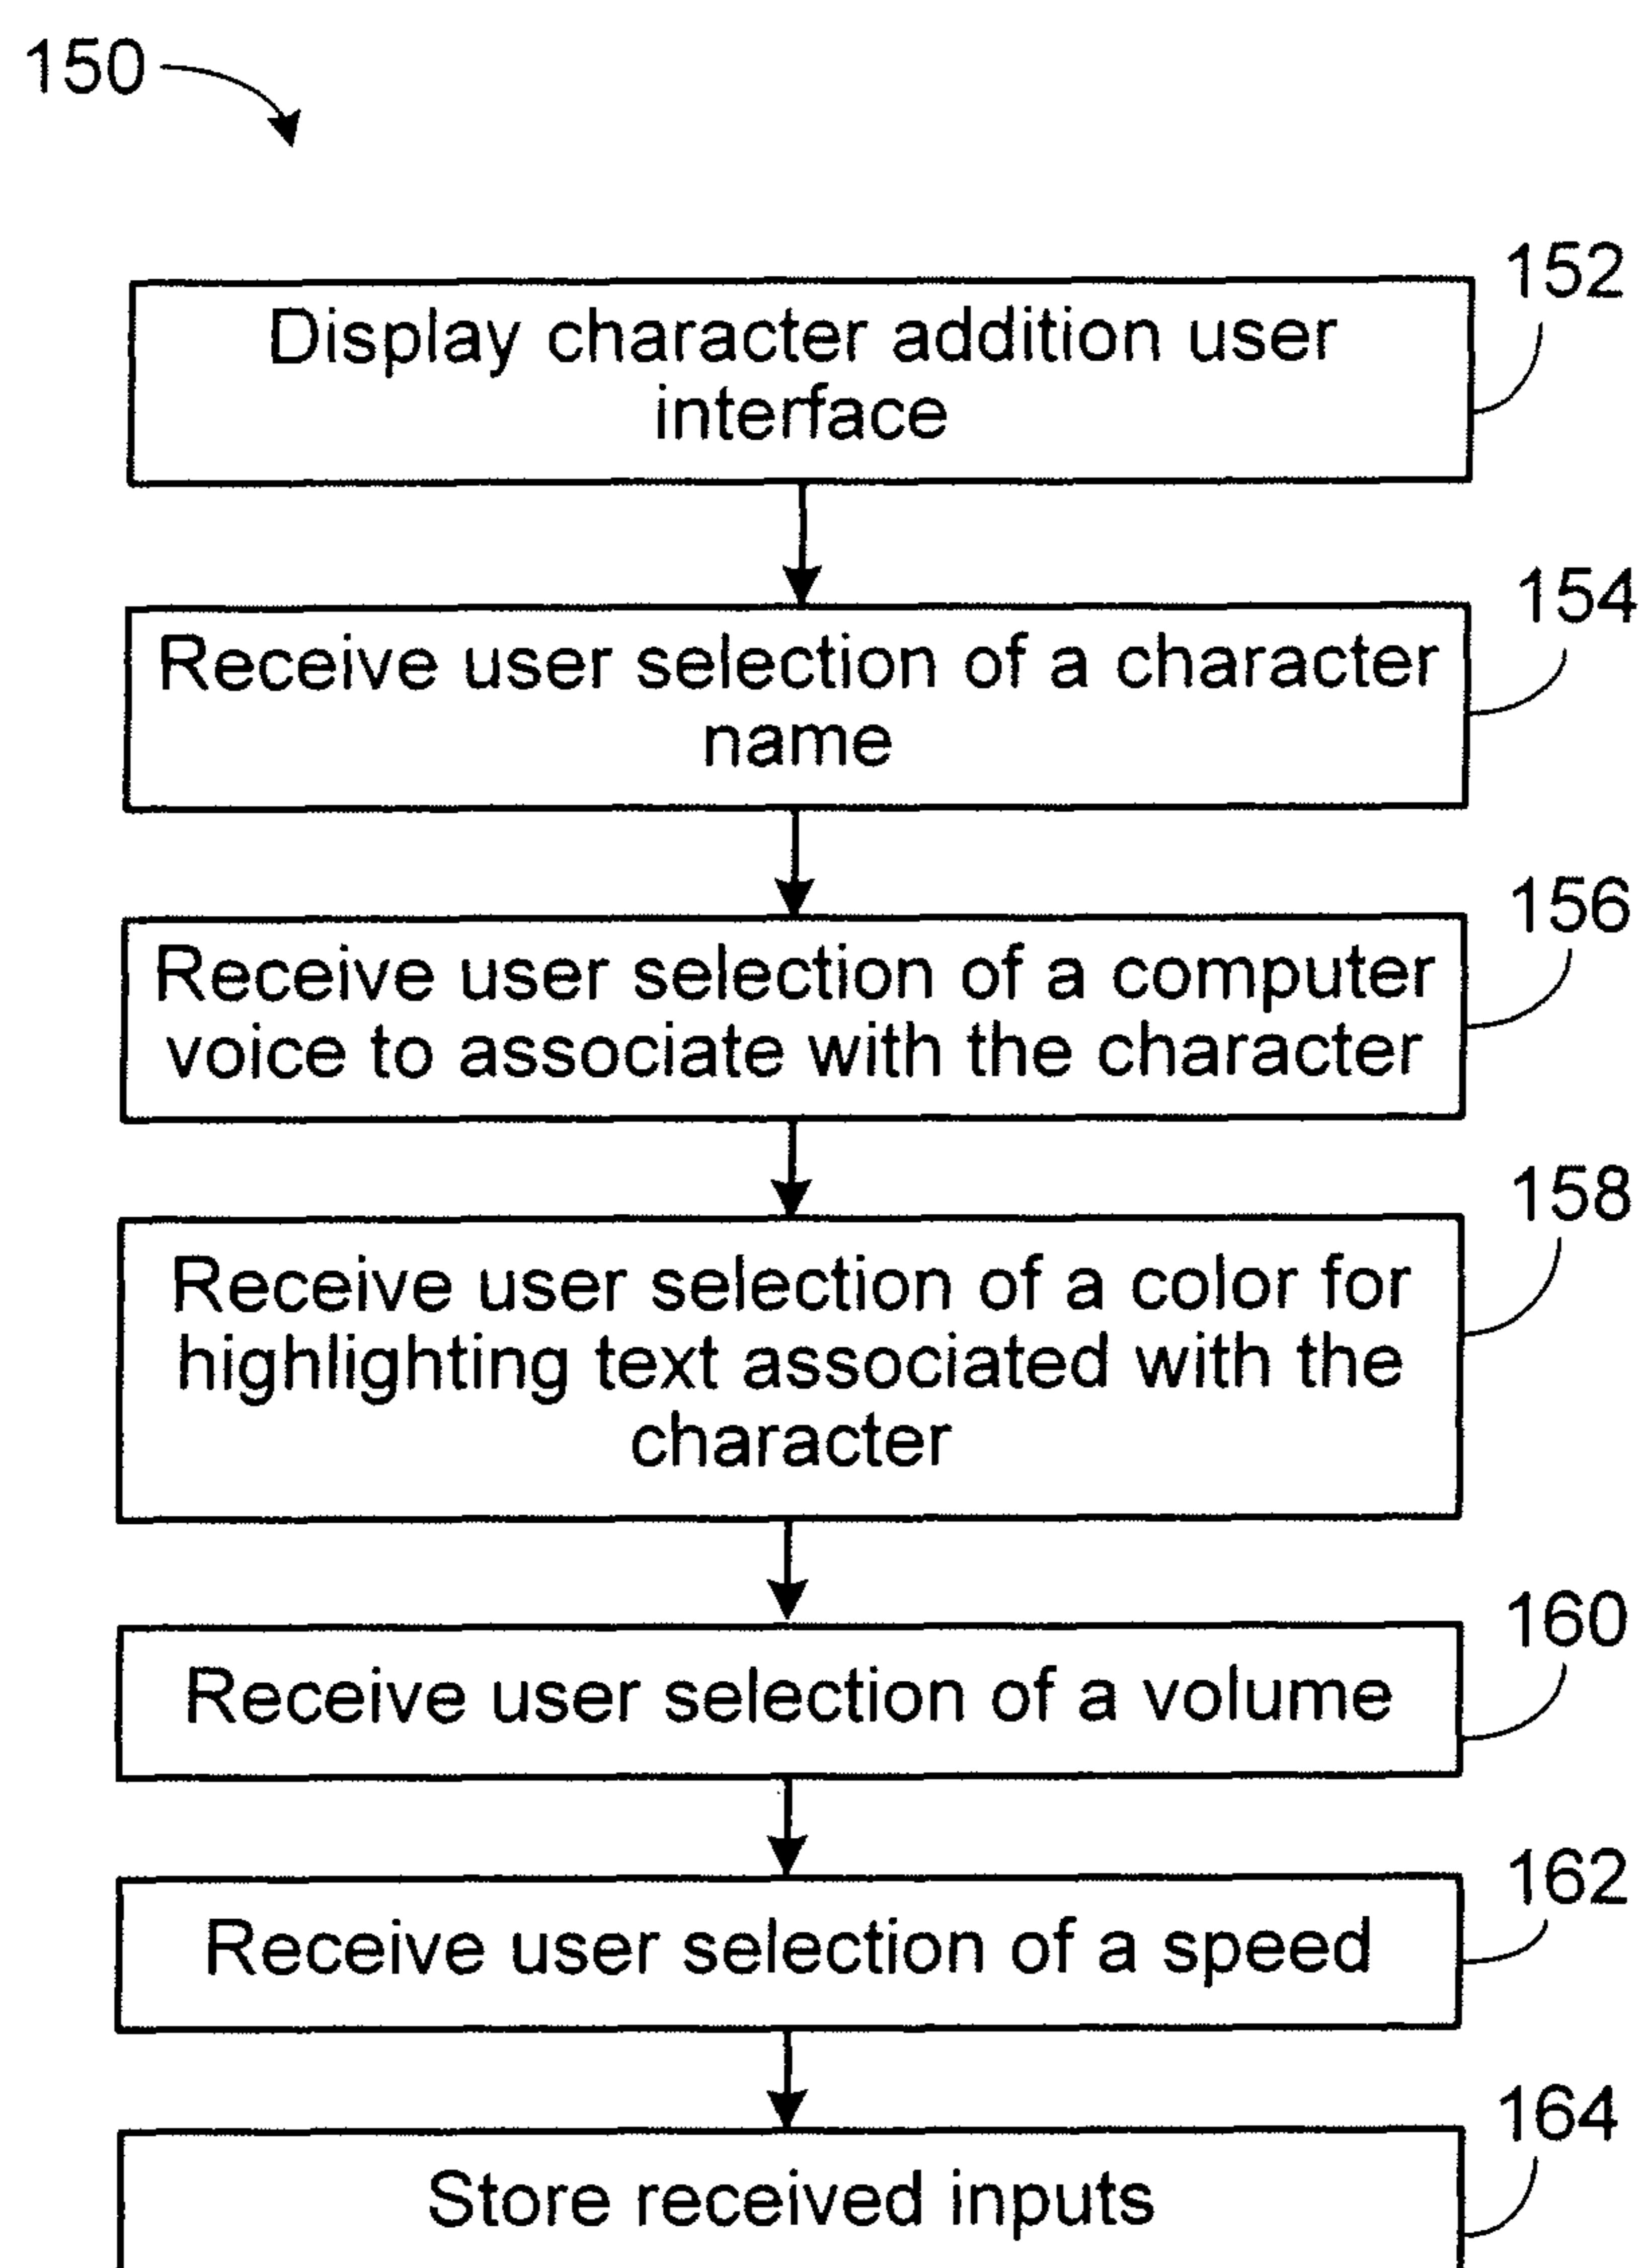 150
152
Display character addition user
interface
154
Receive user selection of a character
name
156
Receive user selection of a computer
voice to associate with the character
158
Receive user selection of a color for
highlighting text associated with the
character
160
Receive user selection of a volume
162
Receive user selection of a speed
164
Store received inputs